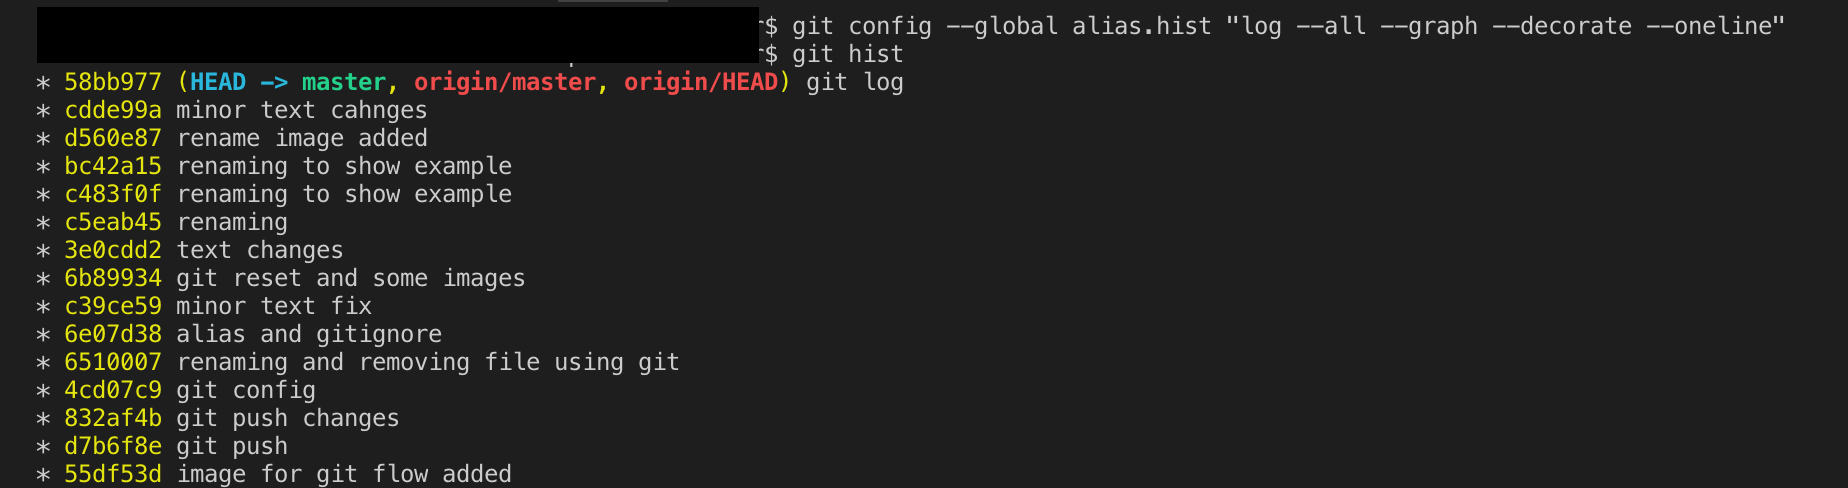 $ git config --global alias.hist "log --all --graph --decorate --oneline"
$ git hist
* 58bb977 (HEAD -> master, origin/master, origin/HEAD) git log
* cdde99a minor text cahnges
* d560e87 rename image added
* bc42a15 renaming to show example
* c483f0f renaming to show example
* c5eab45 renaming
* 3e0cdd2 text changes
* 6b89934 git reset and some images
* c39ce59 minor text fix
* 6e07d38 alias and gitignore
* 6510007 renaming and removing file using git
* 4cd07c9 git config
* 832af4b git push changes
* d7b6f8e git push
* 55df53d image for git flow added